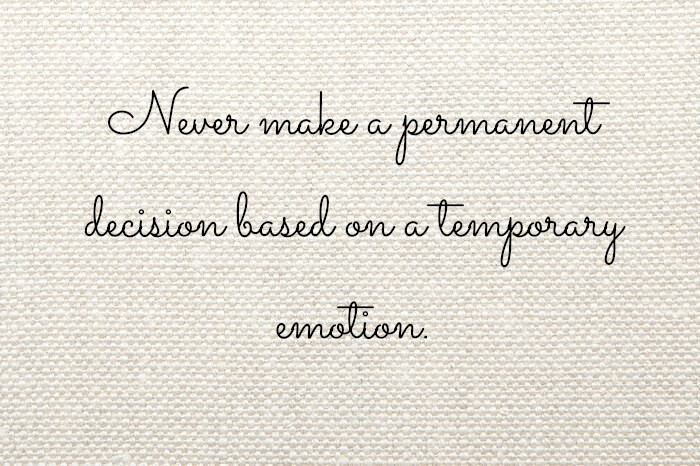 Never make a permanent
decision based on a temporary
emotion.